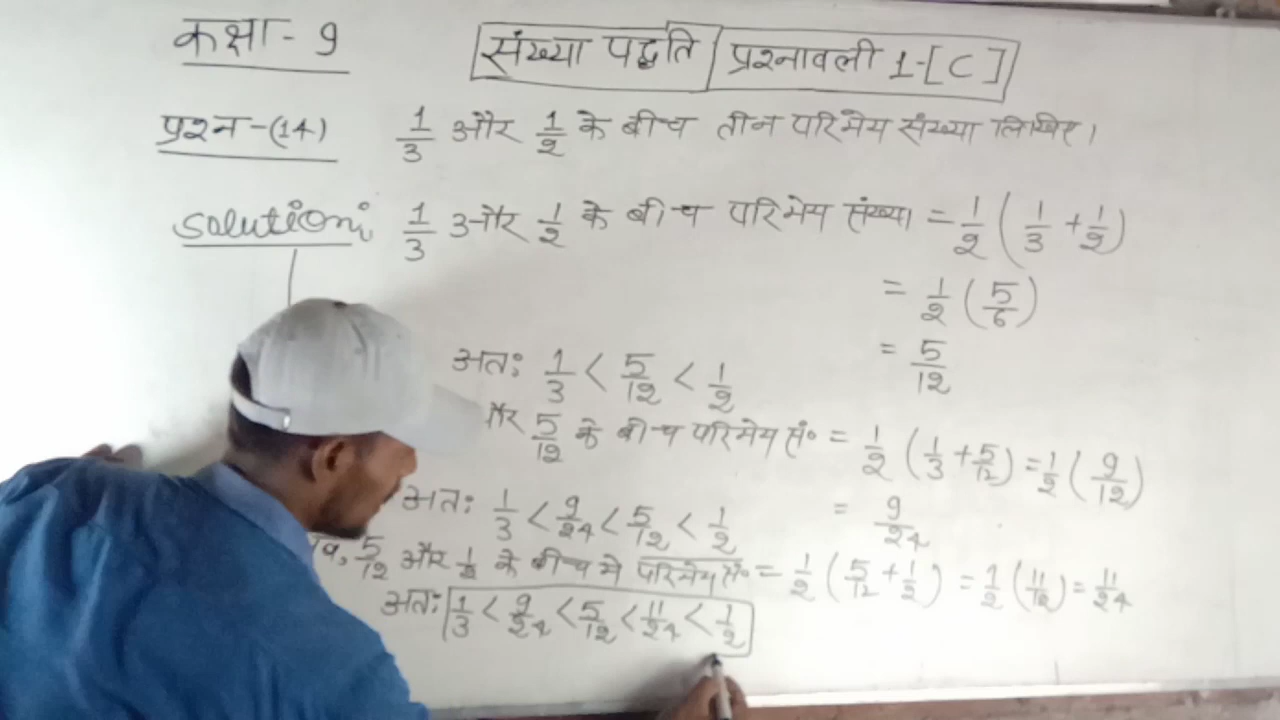 कक्षा - 9
संख्या पद्धति | प्रश्नावली 1-[C]
प्रश्न-(14) 1/3 और 1/2 के बीच तीन परिमेय संख्या लिखिए।
Solution: 1/3 और 1/2 के बीच परिमेय संख्या = 1/2 (1/3 + 1/2)
= 1/2 (5/6)
= 5/12
अतः 1/3 < 5/12 < 1/2
5/12 के बीच परिमेय सं० = 1/2 (1/3 + 5/12) = 1/2 (9/12)
= 9/24
अतः 1/3 < 9/24 < 5/12 < 1/2
5/12 और 1/2 के बीच मे परिमेय सं० = 1/2 (5/12 + 1/2) = 1/2 (11/12) = 11/24
अतः 1/3 < 9/24 < 5/12 < 11/24 < 1/2